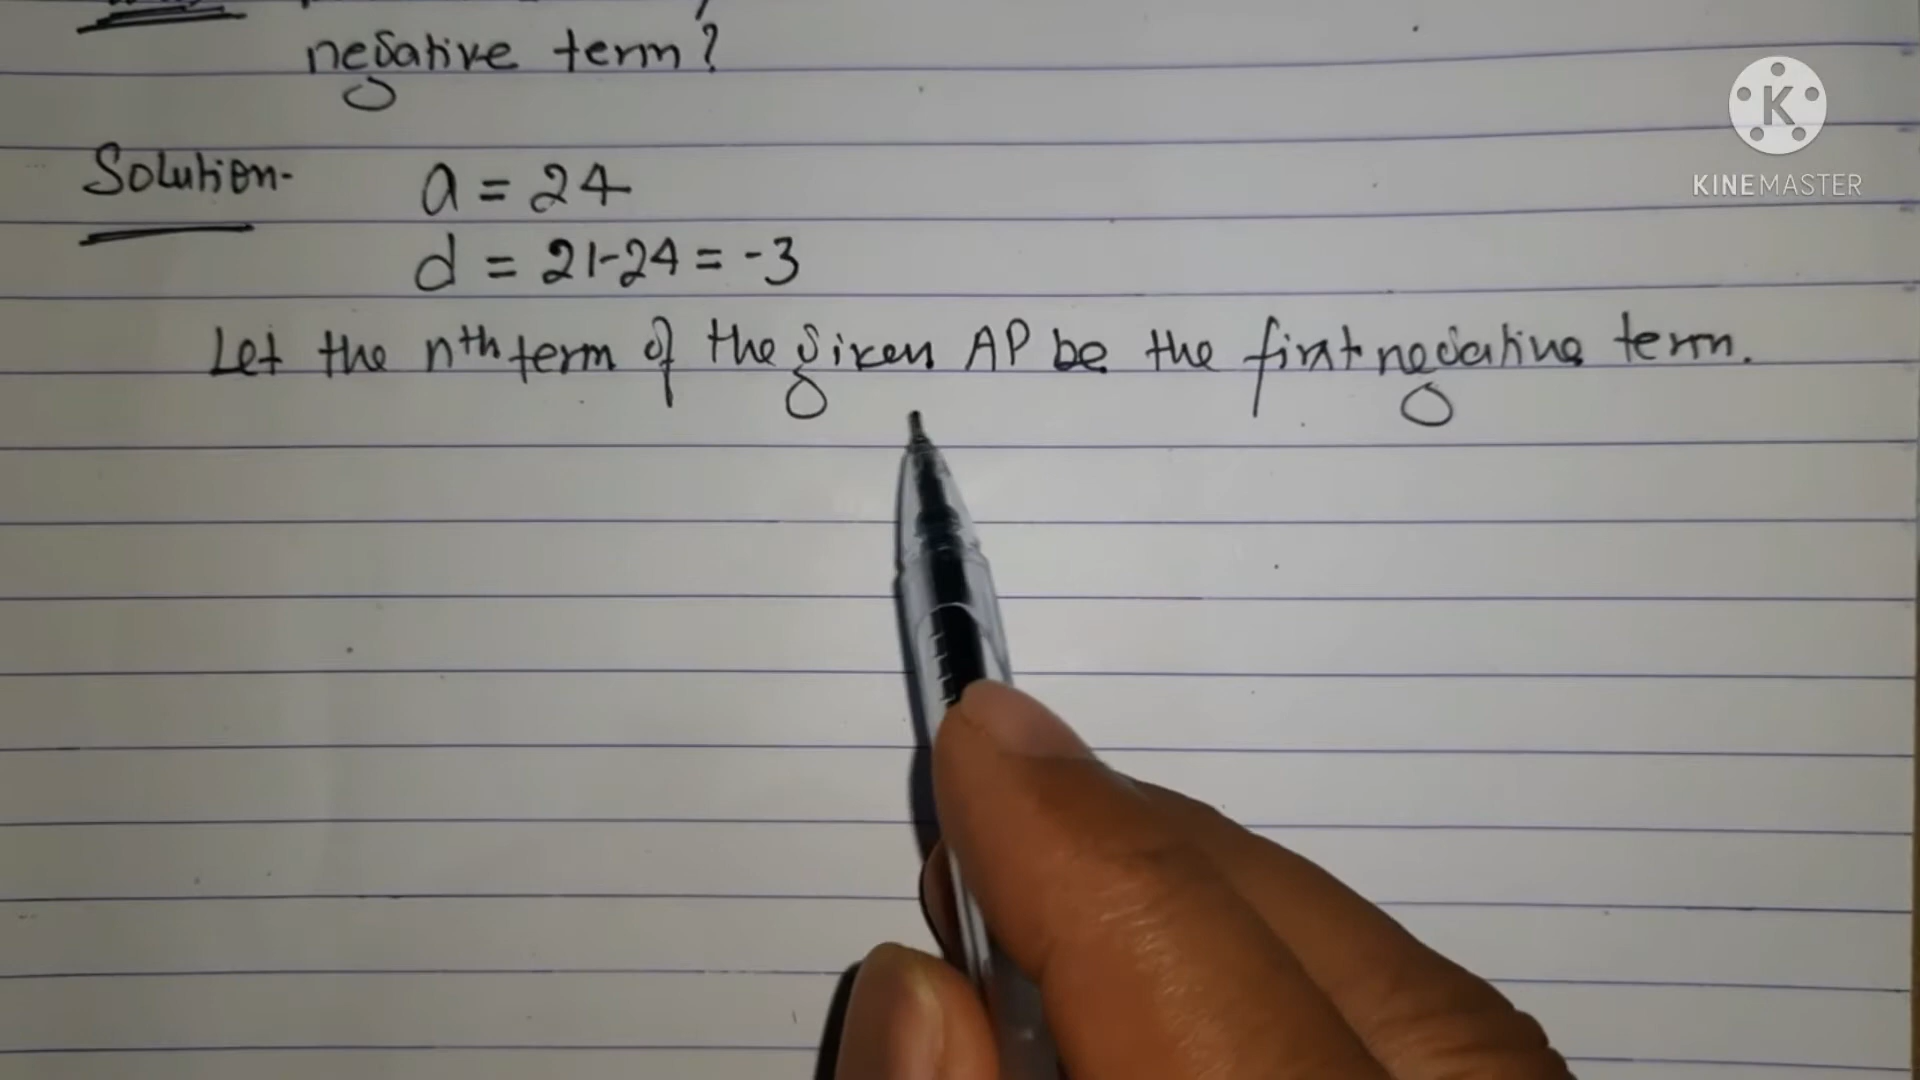 negative term?
Solution-
a = 24
d = 21-24 = -3
Let the nth term of the given AP be the first negative term.
K
KINEMASTER